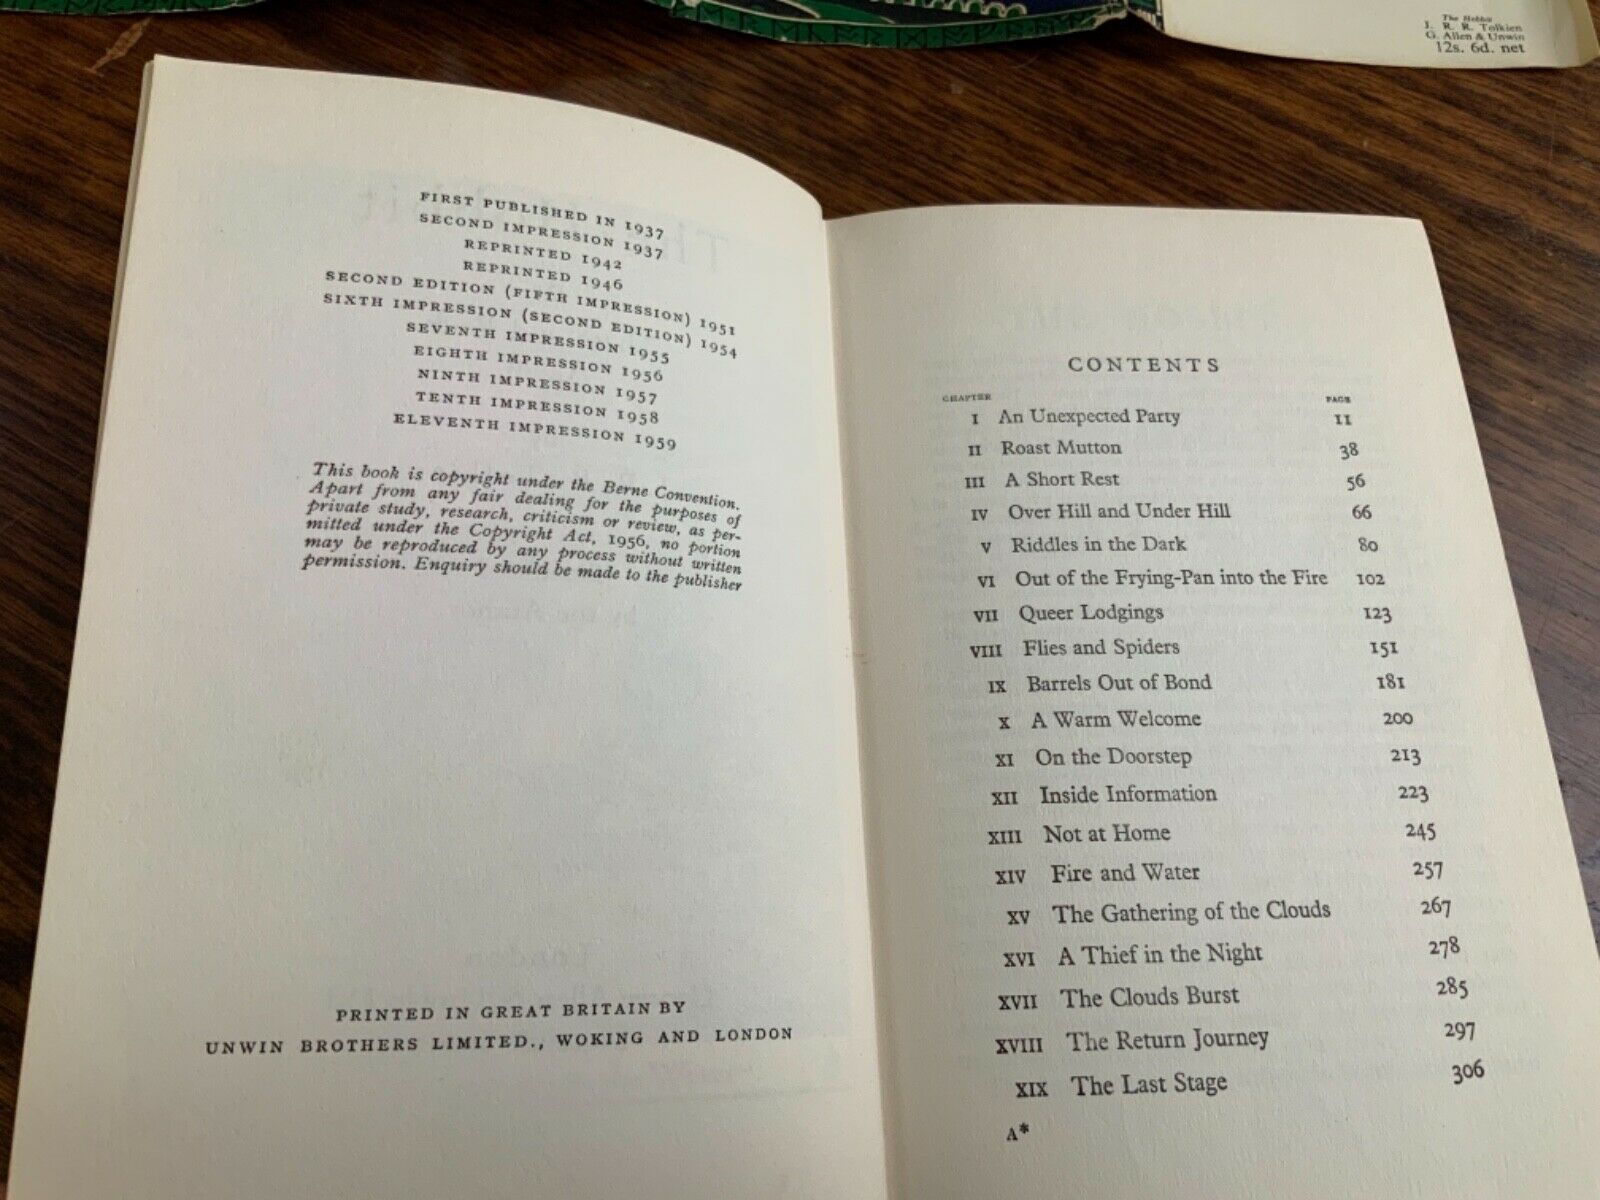 The Hobbit
J. R. R. Tolkien
G. Allen & Unwin
12s. 6d. net
FIRST PUBLISHED IN 1937
SECOND IMPRESSION 1937
REPRINTED 1942
REPRINTED 1946
SECOND EDITION (FIFTH IMPRESSION) 1951
SIXTH IMPRESSION (SECOND EDITION) 1954
SEVENTH IMPRESSION 1955
EIGHTH IMPRESSION 1956
NINTH IMPRESSION 1957
TENTH IMPRESSION 1958
ELEVENTH IMPRESSION 1959
This book is copyright under the Berne Convention.
Apart from any fair dealing for the purposes of
private study, research, criticism or review, as per-
mitted under the Copyright Act, 1956, no portion
may be reproduced by any process without written
permission. Enquiry should be made to the publisher
PRINTED IN GREAT BRITAIN BY
UNWIN BROTHERS LIMITED., WOKING AND LONDON
CONTENTS
CHAPTER PAGE
I An Unexpected Party 11
II Roast Mutton 38
III A Short Rest 56
IV Over Hill and Under Hill 66
V Riddles in the Dark 80
VI Out of the Frying-Pan into the Fire 102
VII Queer Lodgings 123
VIII Flies and Spiders 151
IX Barrels Out of Bond 181
X A Warm Welcome 200
XI On the Doorstep 213
XII Inside Information 223
XIII Not at Home 245
XIV Fire and Water 257
XV The Gathering of the Clouds 267
XVI A Thief in the Night 278
XVII The Clouds Burst 285
XVIII The Return Journey 297
XIX The Last Stage 306
A*